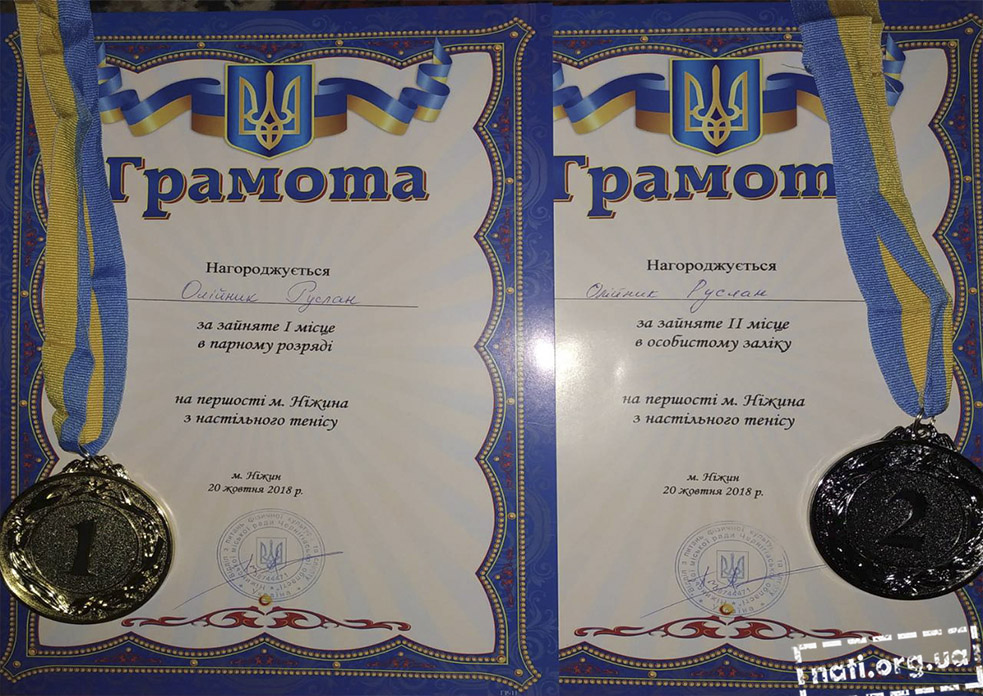 Грамота
Нагороджується
Олійник Руслан
за зайняте І місце
в парному розряді
на першості м. Ніжина
з настільного тенісу
м. Ніжин
20 жовтня 2018 р.
1
Грамот
Нагороджується
Олійник Руслан
за зайняте ІІ місце
в особистому заліку
на першості м. Ніжина
з настільного тенісу
м. Ніжин
20 жовтня 2018 р.
2
nati.org.ua